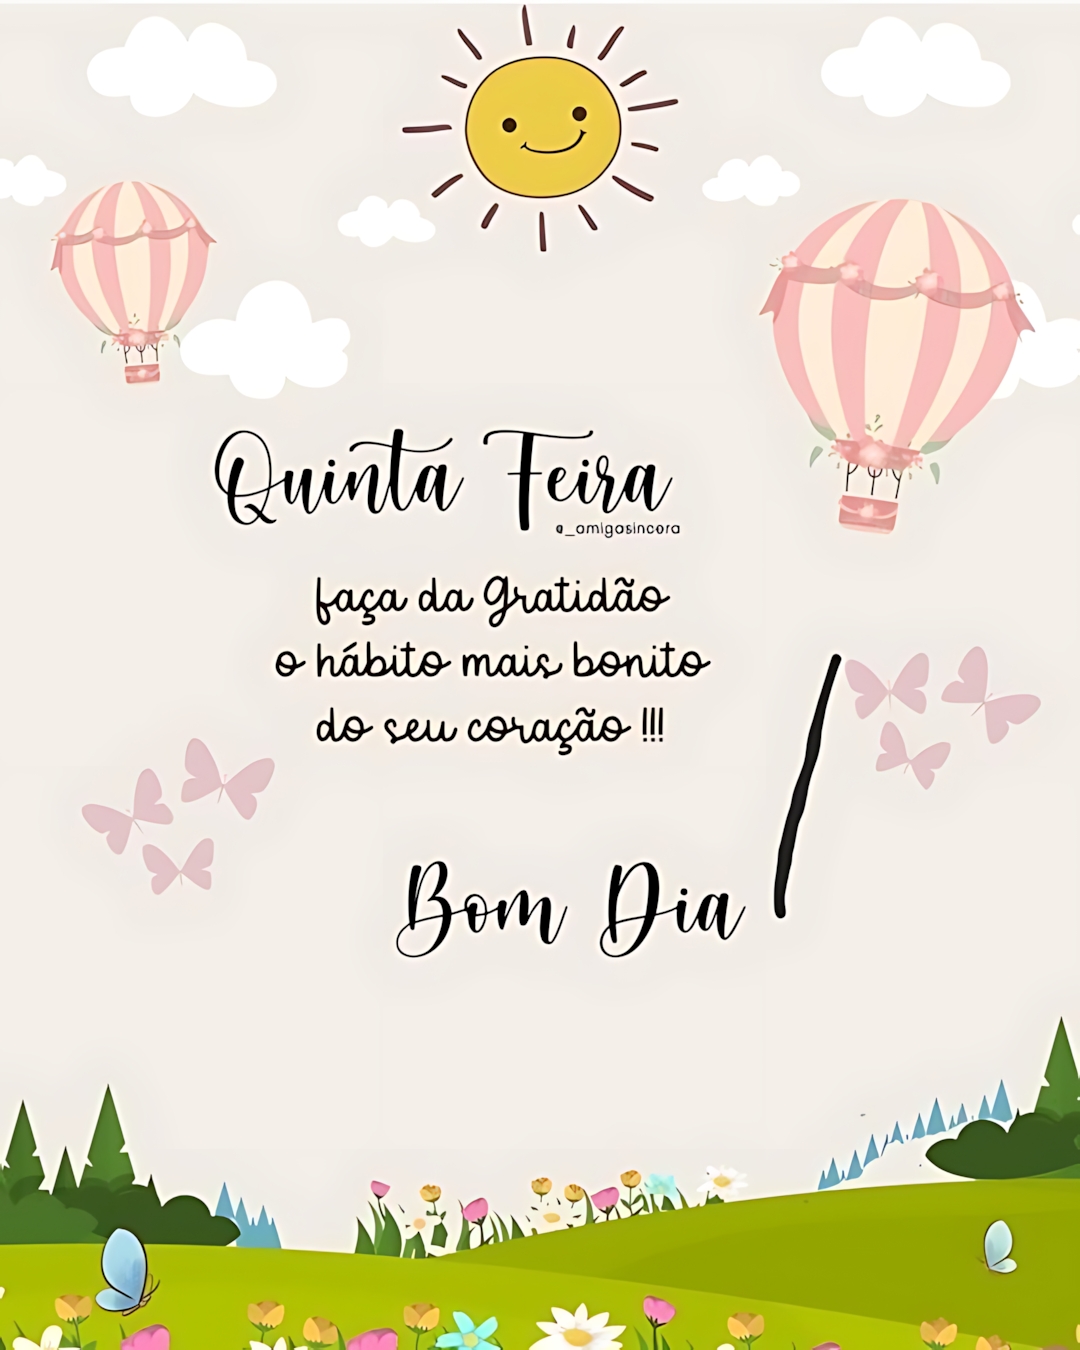 Quinta Feira
@_amigasincera
faça da Gratidão
o hábito mais bonito
do seu coração !!!
Bom Dia